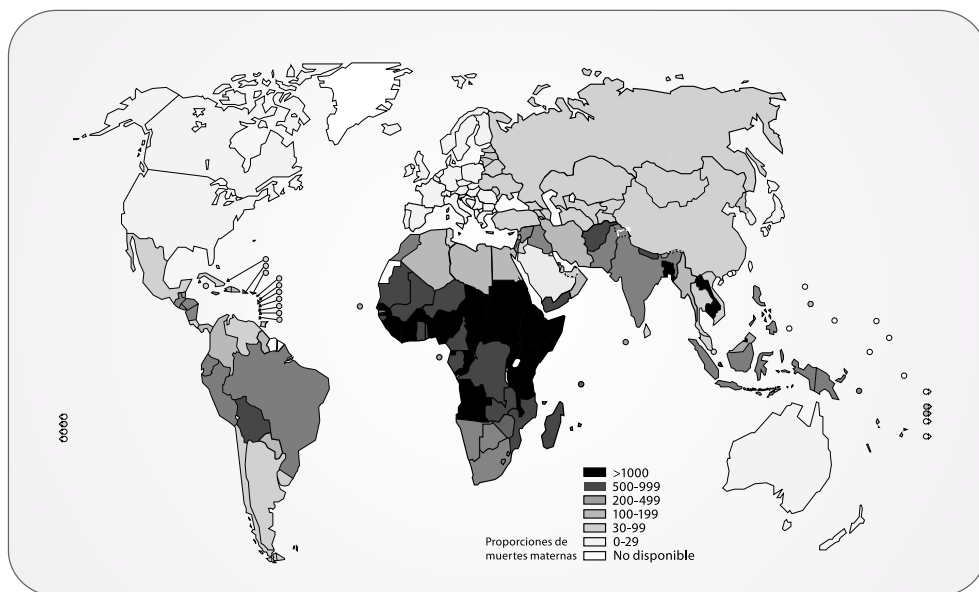 >1000
500-999
200-499
100-199
30-99
0-29
No disponible
Proporciones de
muertes maternas